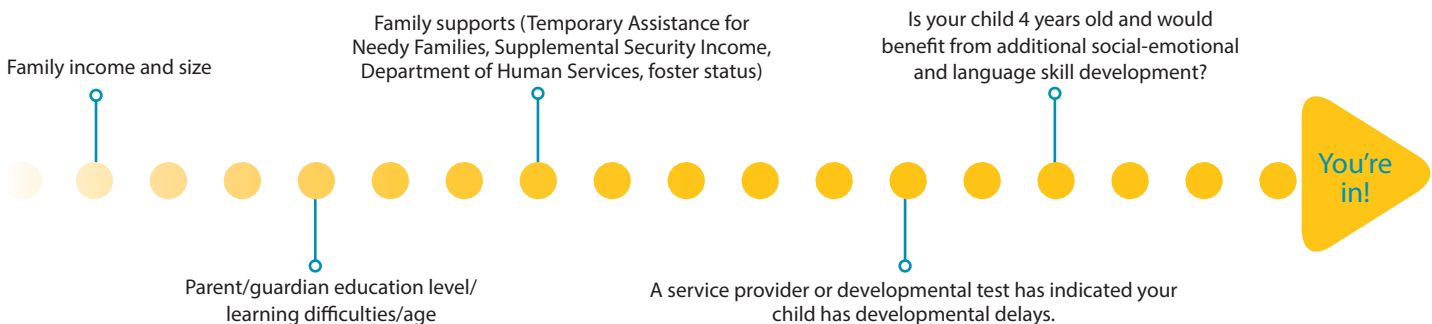 Family income and size
Parent/guardian education level/
learning difficulties/age
Family supports (Temporary Assistance for
Needy Families, Supplemental Security Income,
Department of Human Services, foster status)
A service provider or developmental test has indicated your
child has developmental delays.
Is your child 4 years old and would
benefit from additional social-emotional
and language skill development?
You’re
in!